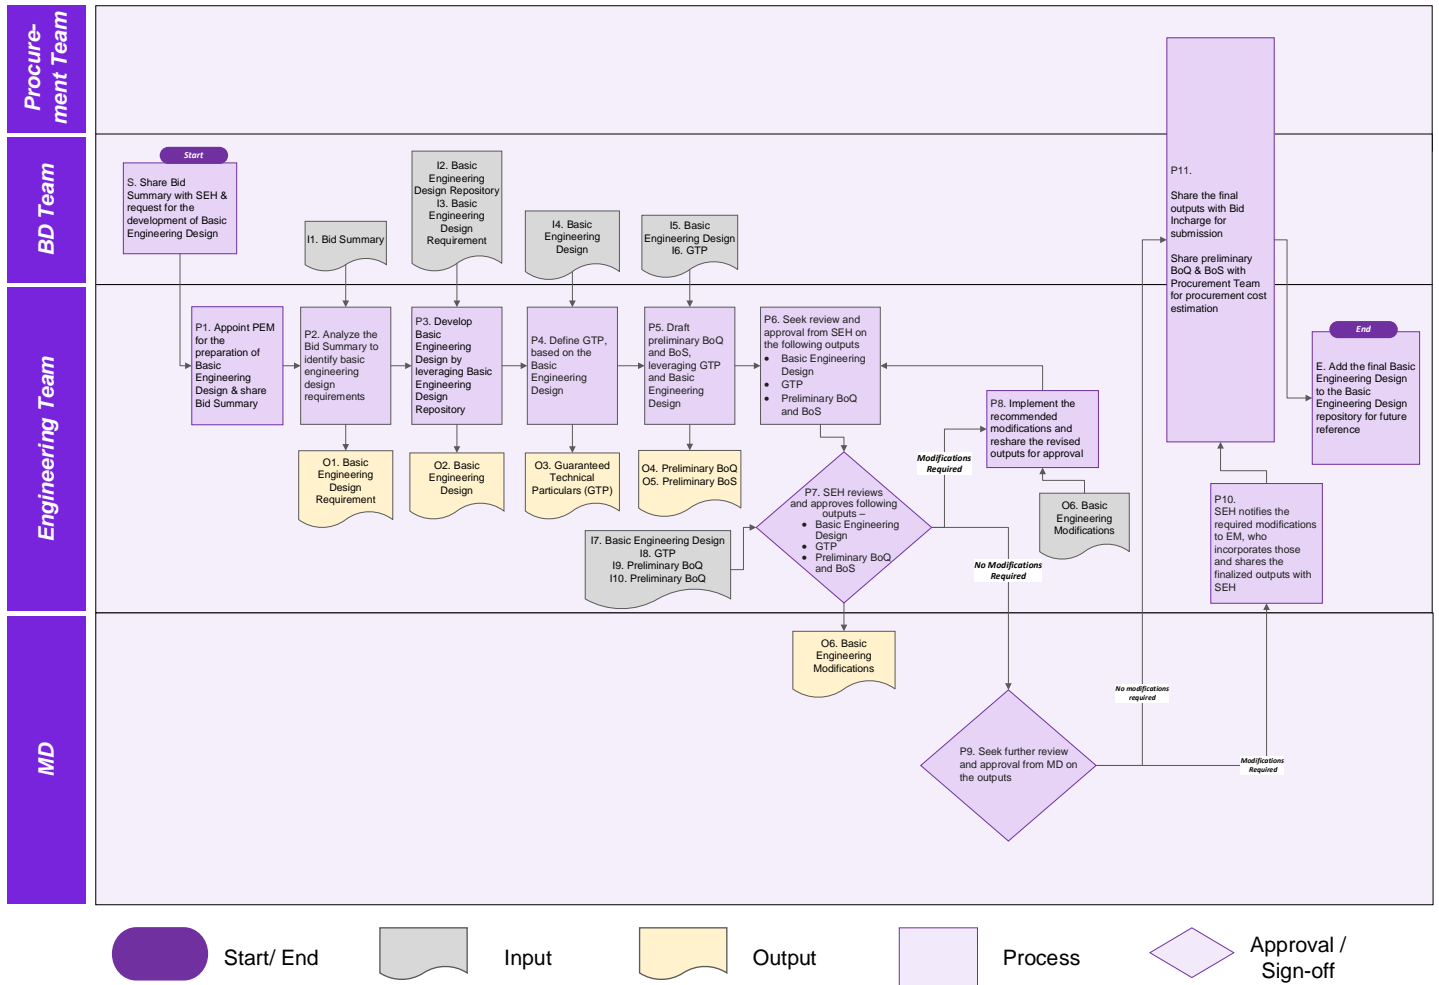 Procure-
ment Team
BD Team
Engineering Team
MD
Start
S. Share Bid
Summary with SEH &
request for the
development of Basic
Engineering Design
I1. Bid Summary
I2. Basic
Engineering
Design Repository
I3. Basic
Engineering
Design
Requirement
I4. Basic
Engineering
Design
I5. Basic
Engineering Design
I6. GTP
P1. Appoint PEM
for the
preparation of
Basic
Engineering
Design & share
Bid Summary
P2. Analyze the
Bid Summary to
identify basic
engineering
design
requirements
P3. Develop
Basic
Engineering
Design by
leveraging Basic
Engineering
Design
Repository
P4. Define GTP,
based on the
Basic
Engineering
Design
P5. Draft
preliminary BoQ
and BoS,
leveraging GTP
and Basic
Engineering
Design
P6. Seek review and
approval from SEH on
the following outputs
• Basic Engineering
Design
• GTP
• Preliminary BoQ
and BoS
O1. Basic
Engineering
Design
Requirement
O2. Basic
Engineering
Design
O3. Guaranteed
Technical
Particulars (GTP)
O4. Preliminary BoQ
O5. Preliminary BoS
I7. Basic Engineering Design
I8. GTP
I9. Preliminary BoQ
I10. Preliminary BoQ
P7. SEH reviews
and approves following
outputs –
• Basic Engineering
Design
• GTP
• Preliminary BoQ
and BoS
O6. Basic
Engineering
Modifications
Modifications
Required
No Modifications
Required
P8. Implement the
recommended
modifications and
reshare the revised
outputs for approval
O6. Basic
Engineering
Modifications
P9. Seek further review
and approval from MD on
the outputs
No modifications
required
Modifications
Required
P10.
SEH notifies the
required modifications
to EM, who
incorporates those
and shares the
finalized outputs with
SEH
P11.
Share the final
outputs with Bid
Incharge for
submission
Share preliminary
BoQ & BoS with
Procurement Team
for procurement cost
estimation
End
E. Add the final Basic
Engineering Design
to the Basic
Engineering Design
repository for future
reference
Start/ End
Input
Output
Process
Approval /
Sign-off